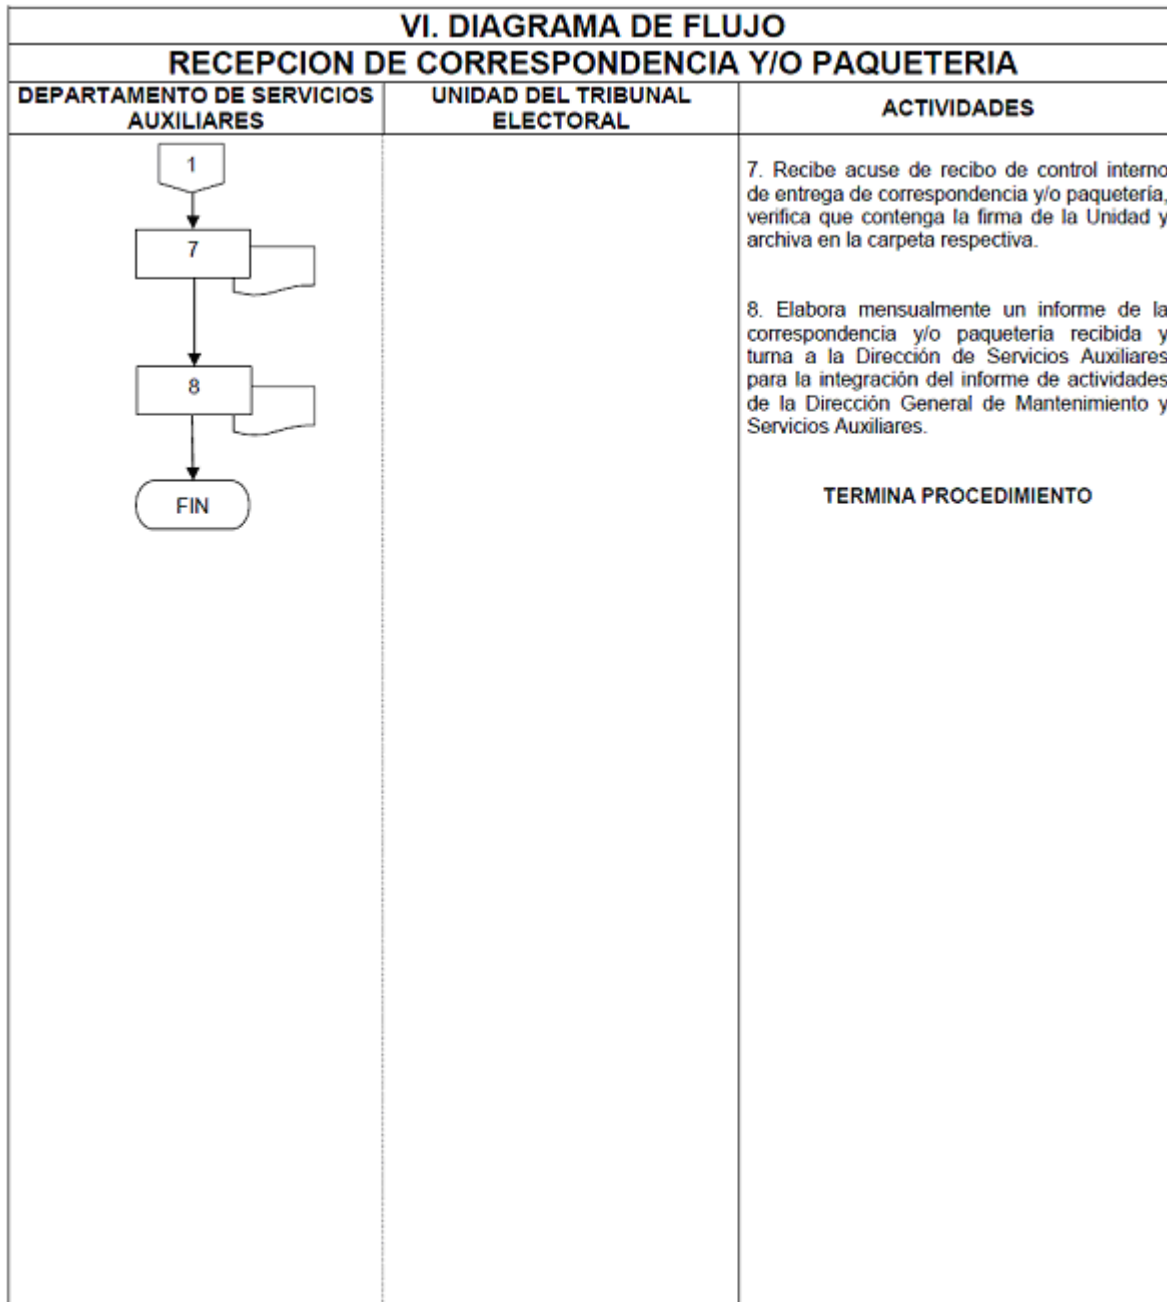 VI. DIAGRAMA DE FLUJO
RECEPCION DE CORRESPONDENCIA Y/O PAQUETERIA
DEPARTAMENTO DE SERVICIOS
AUXILIARES
UNIDAD DEL TRIBUNAL
ELECTORAL
ACTIVIDADES
1
7
8
FIN
7. Recibe acuse de recibo de control interno
de entrega de correspondencia y/o paquetería,
verifica que contenga la firma de la Unidad y
archiva en la carpeta respectiva.
8. Elabora mensualmente un informe de la
correspondencia y/o paquetería recibida y
turna a la Dirección de Servicios Auxiliares
para la integración del informe de actividades
de la Dirección General de Mantenimiento y
Servicios Auxiliares.
TERMINA PROCEDIMIENTO